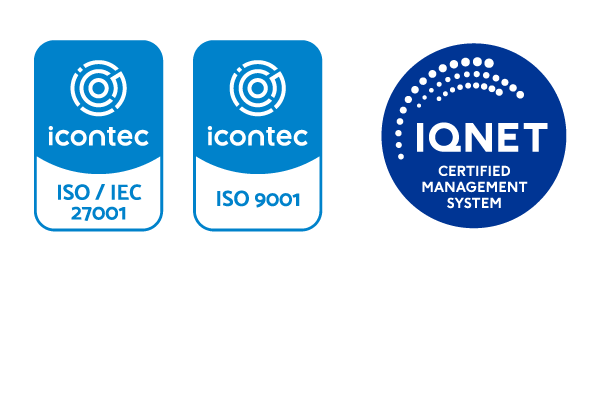 icontec
ISO / IEC
27001
icontec
ISO 9001
IQNET
CERTIFIED
MANAGEMENT
SYSTEM